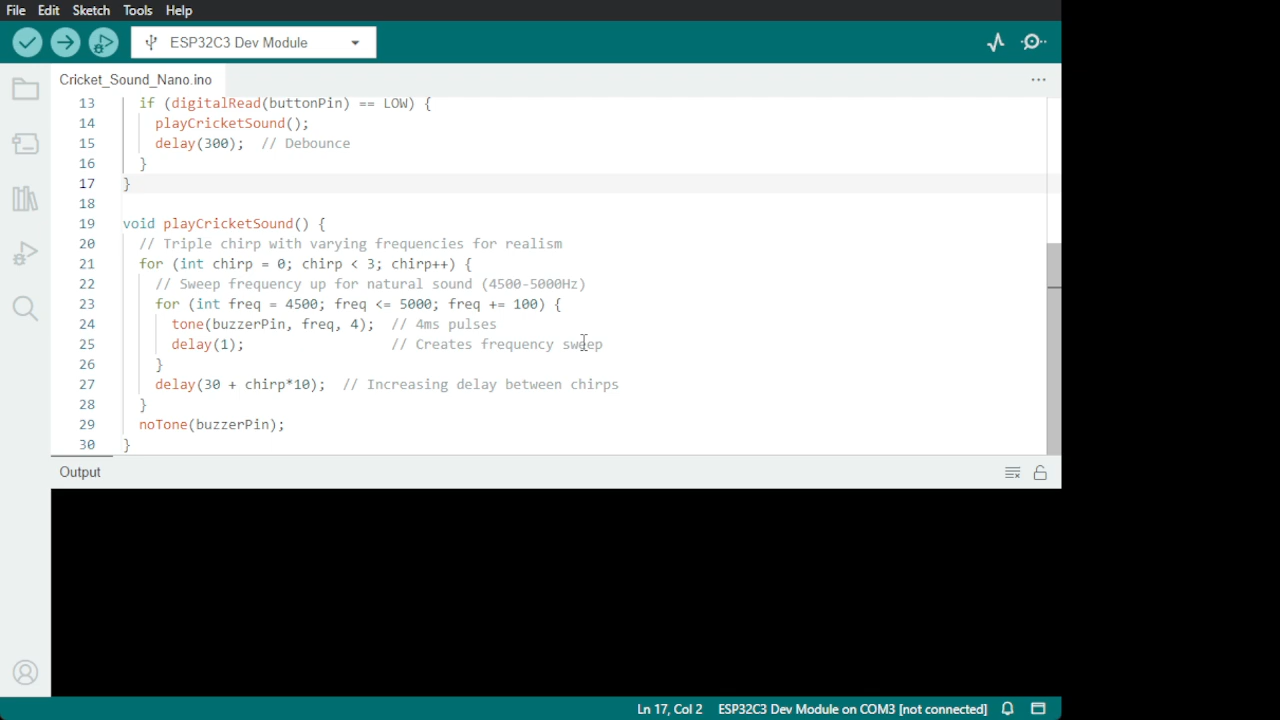 File Edit Sketch Tools Help
ESP32C3 Dev Module
Cricket_Sound_Nano.ino
13 if (digitalRead(buttonPin) == LOW) {
14 playCricketSound();
15 delay(300); // Debounce
16 }
17 }
18
19 void playCricketSound() {
20 // Triple chirp with varying frequencies for realism
21 for (int chirp = 0; chirp < 3; chirp++) {
22 // Sweep frequency up for natural sound (4500-5000Hz)
23 for (int freq = 4500; freq <= 5000; freq += 100) {
24 tone(buzzerPin, freq, 4); // 4ms pulses
25 delay(1); // Creates frequency sweep
26 }
27 delay(30 + chirp*10); // Increasing delay between chirps
28 }
29 noTone(buzzerPin);
30 }
Output
Ln 17, Col 2 ESP32C3 Dev Module on COM3 [not connected]